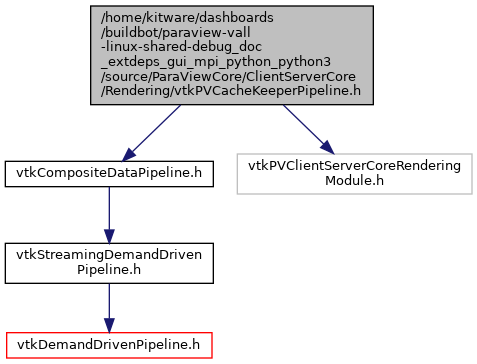 /home/kitware/dashboards
/buildbot/paraview-vall
-linux-shared-debug_doc
_extdeps_gui_mpi_python_python3
/source/ParaViewCore/ClientServerCore
/Rendering/vtkPVCacheKeeperPipeline.h
vtkCompositeDataPipeline.h
vtkPVClientServerCoreRendering
Module.h
vtkStreamingDemandDriven
Pipeline.h
vtkDemandDrivenPipeline.h